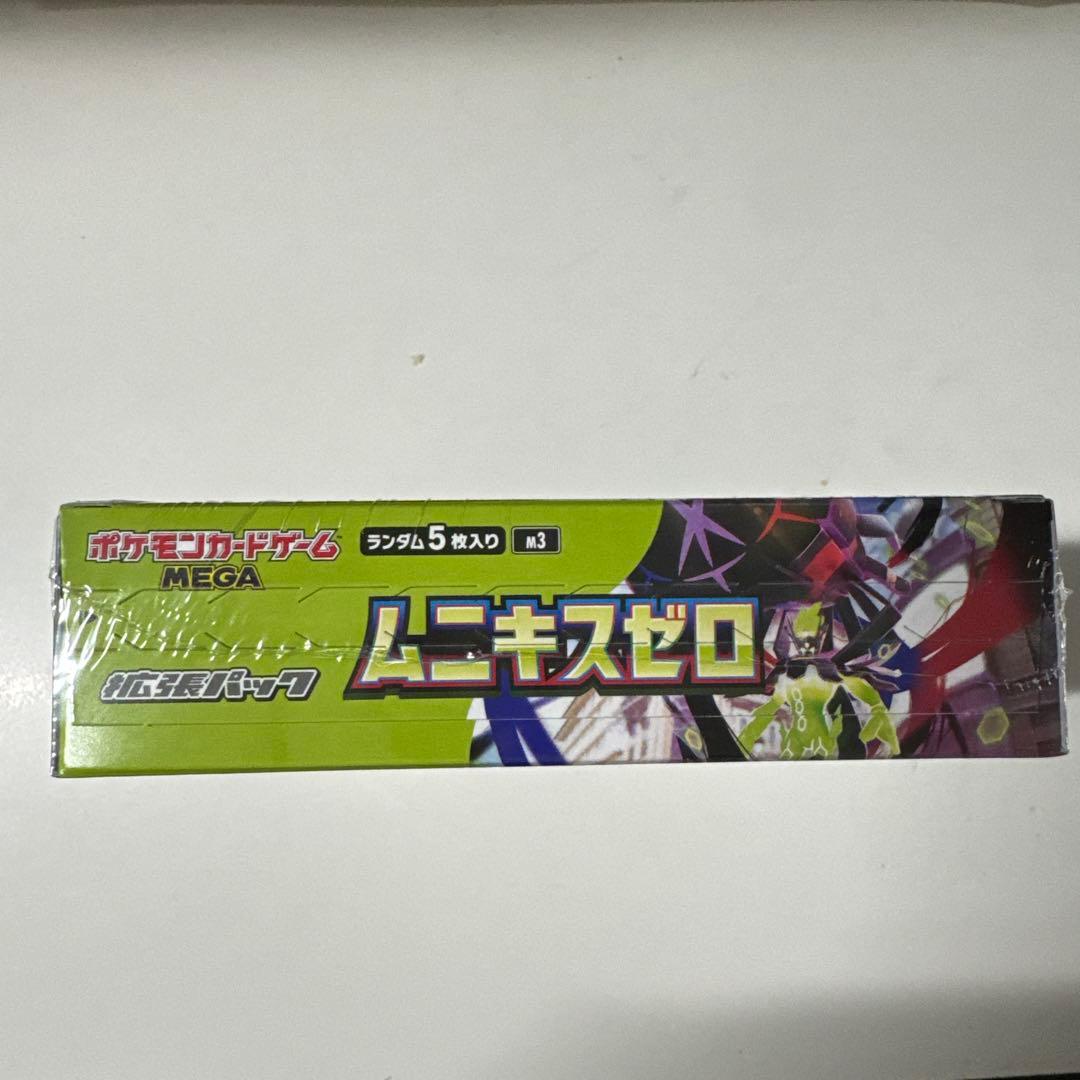 ポケモンカードゲーム
MEGA
ランダム5枚入り
M3
ムニキスゼロ
拡張パック